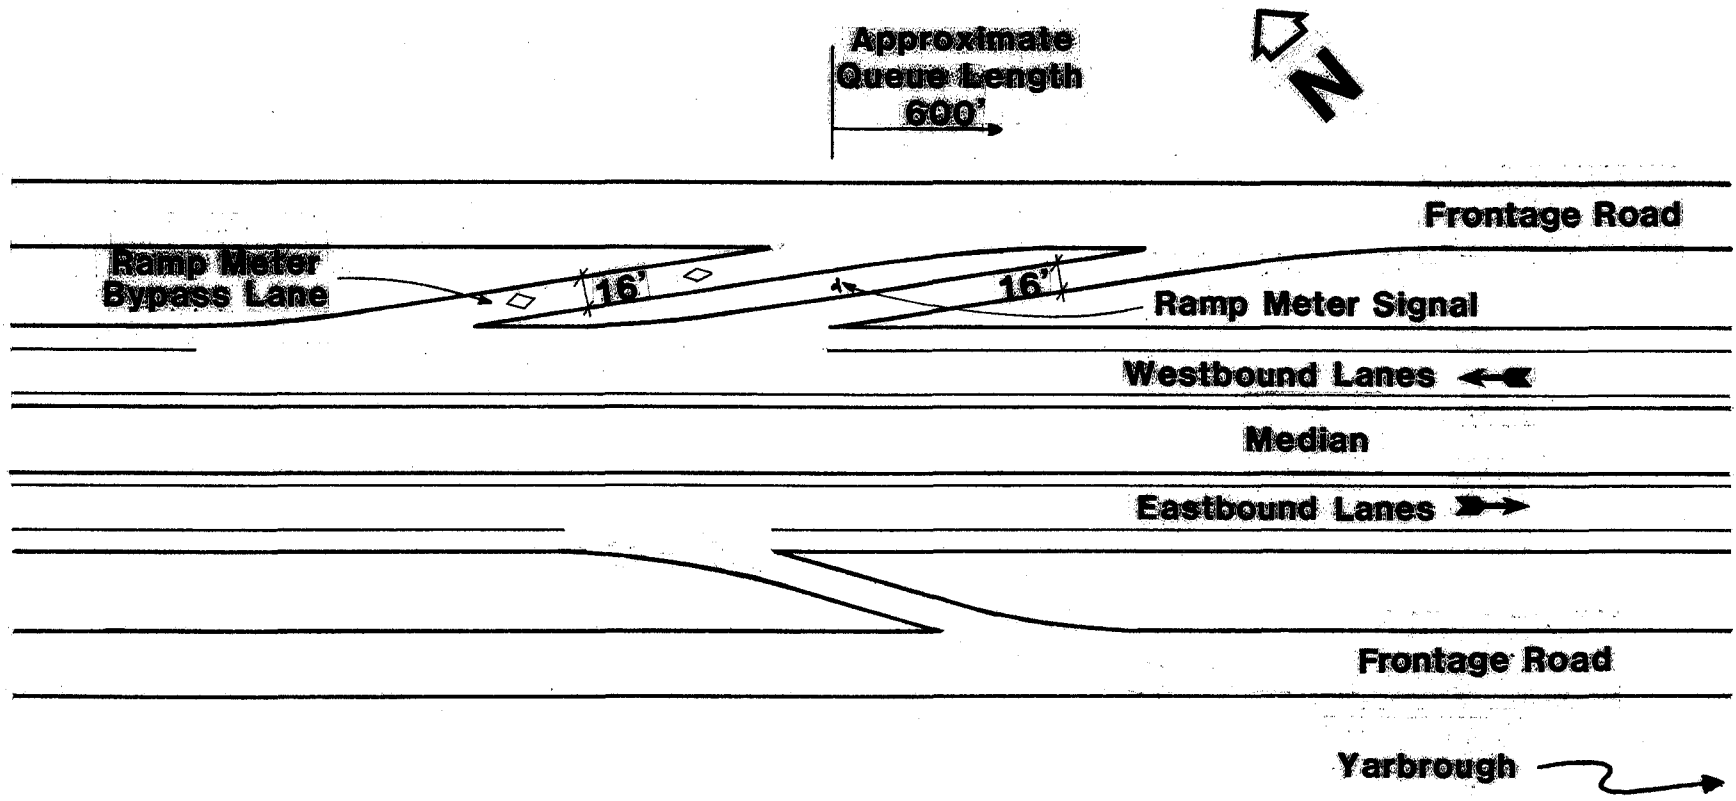 Approximate
Queue Length
600'
N
Frontage Road
Ramp Meter
Bypass Lane
16'
16'
Ramp Meter Signal
Westbound Lanes
Median
Eastbound Lanes
Frontage Road
Yarbrough